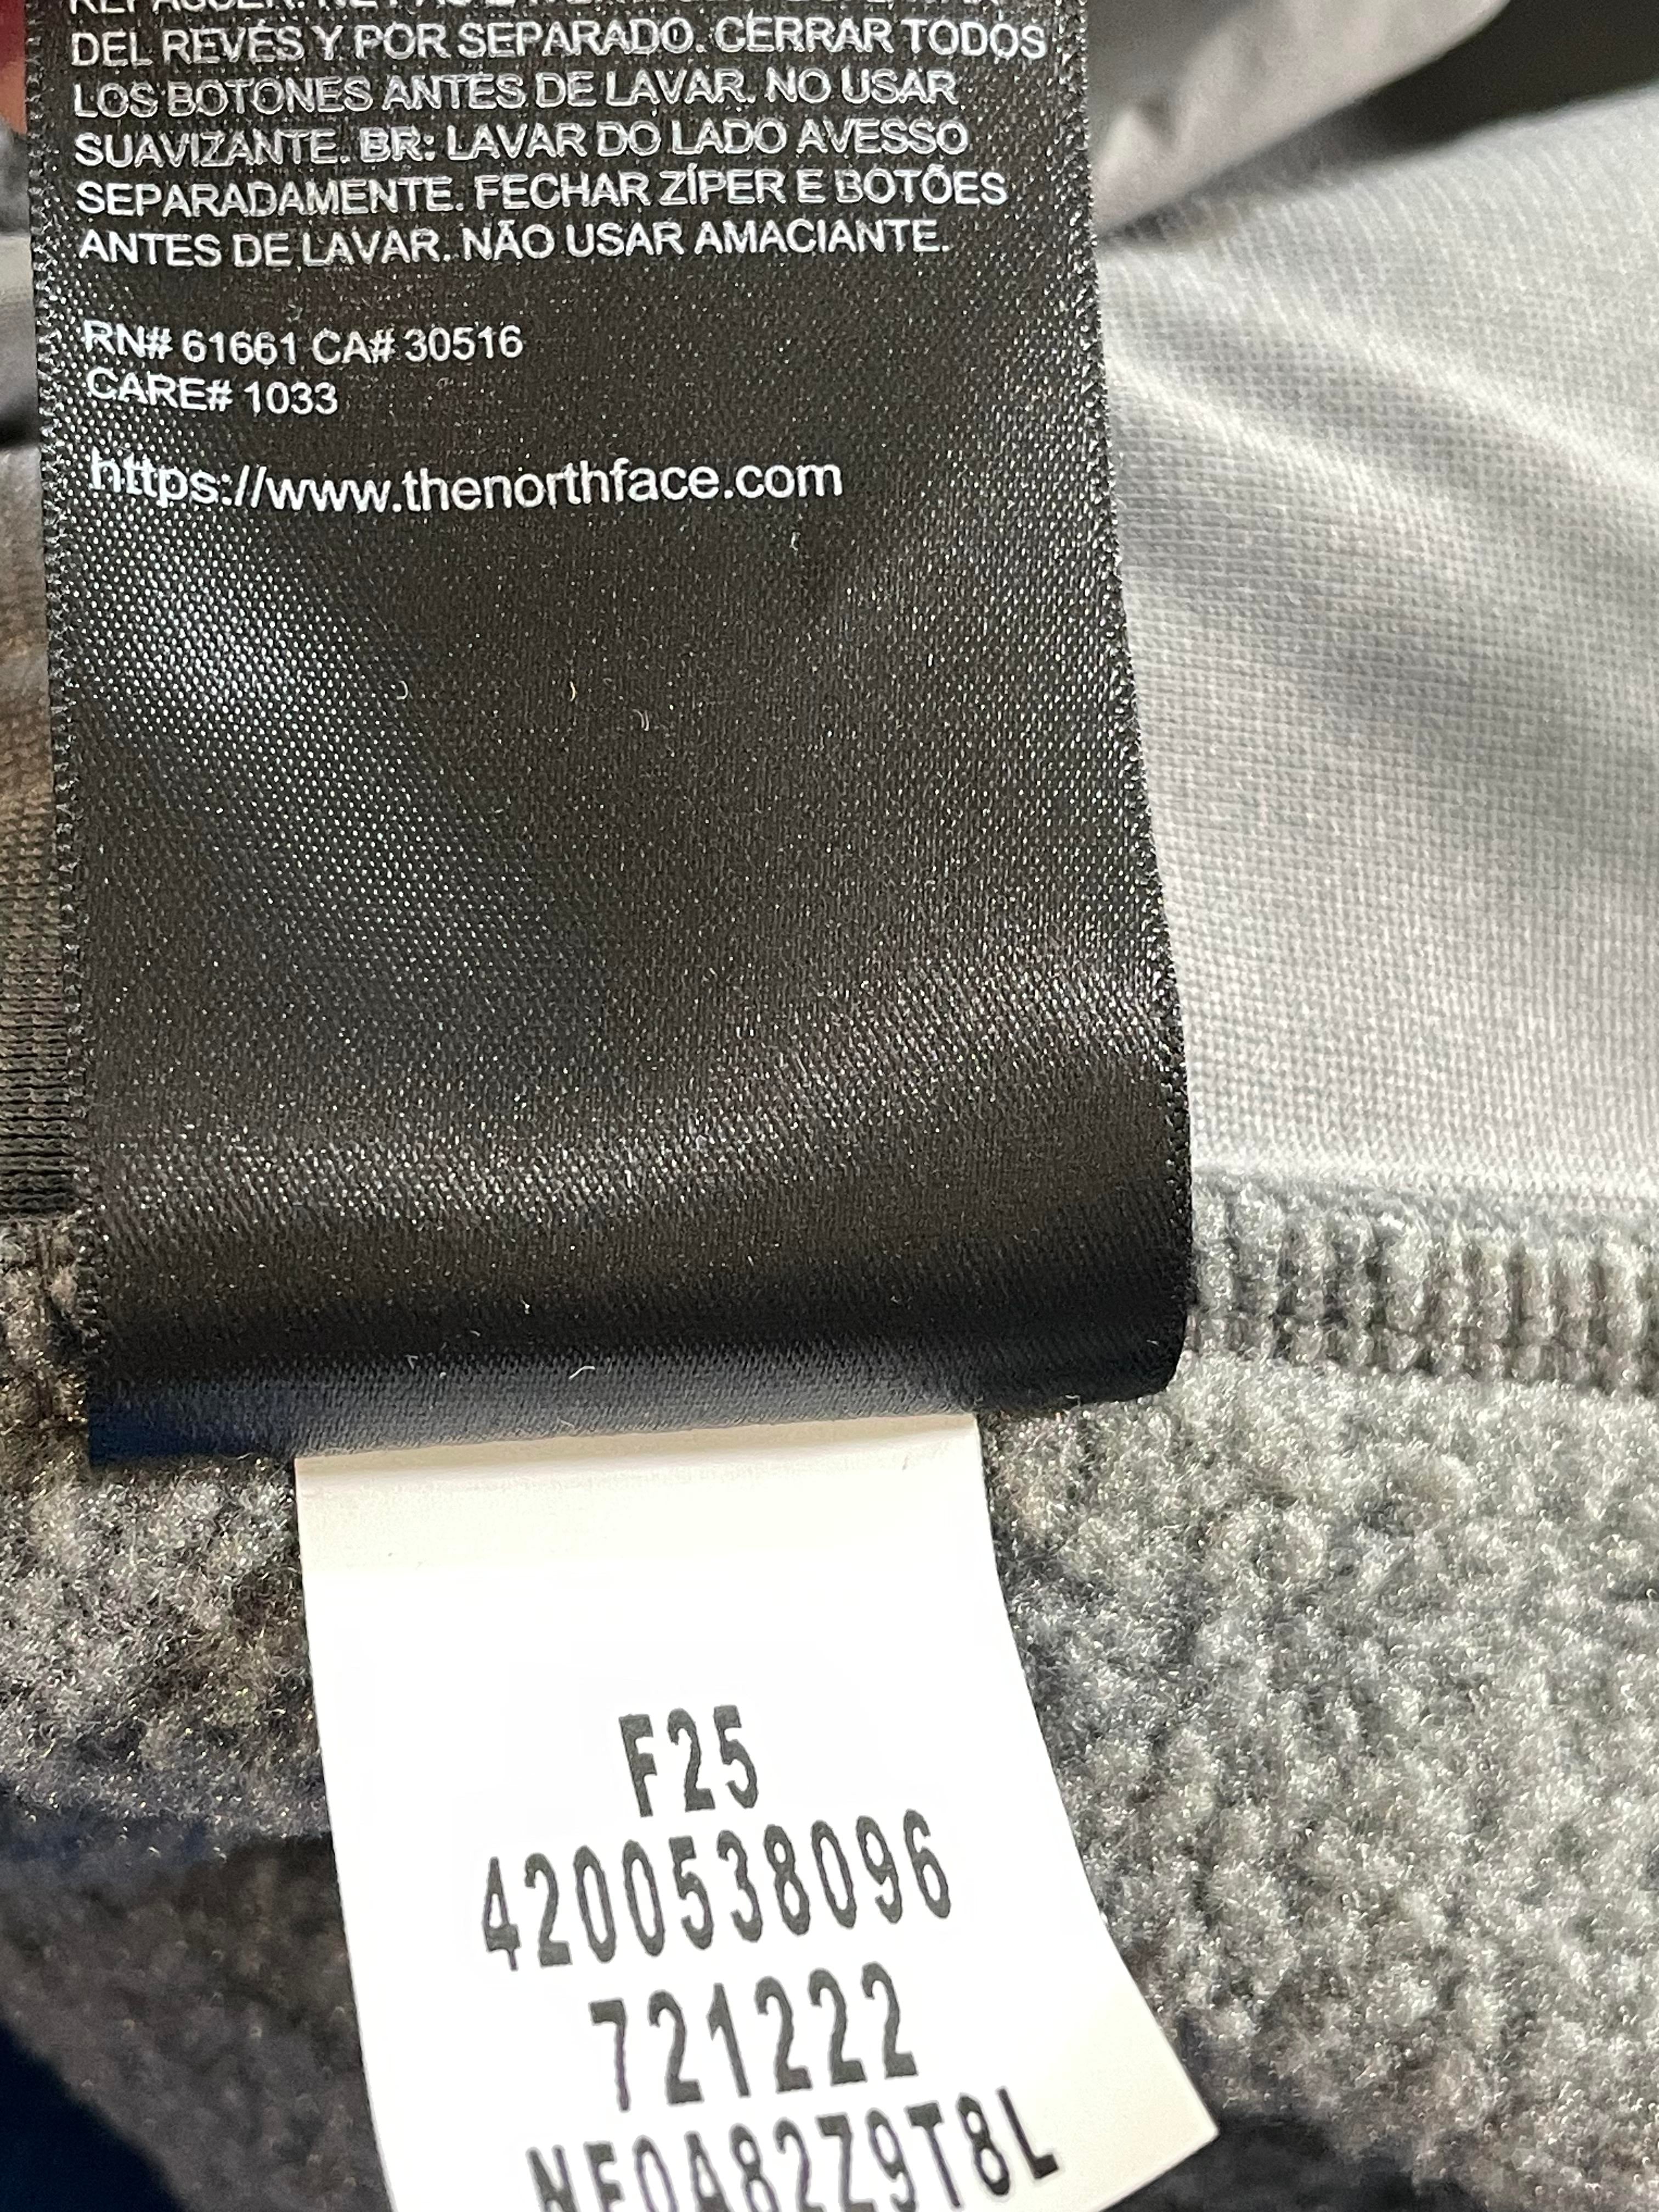 DEL REVÉS Y POR SEPARADO. CERRAR TODOS
LOS BOTONES ANTES DE LAVAR. NO USAR
SUAVIZANTE. BR: LAVAR DO LADO AVESSO
SEPARADAMENTE. FECHAR ZÍPER E BOTÕES
ANTES DE LAVAR. NÃO USAR AMACIANTE.
RN# 61661 CA# 30516
CARE# 1033
https://www.thenorthface.com
F25
4200538096
721222
NF0A82Z9T8L